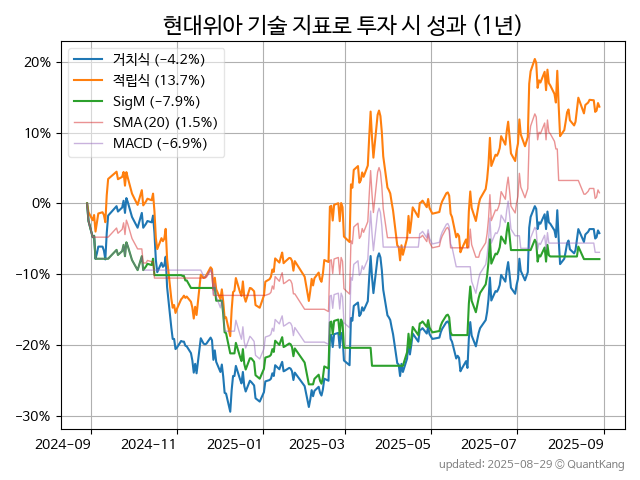 현대위아 기술 지표로 투자 시 성과 (1년)
거치식 (−4.2%)
적립식 (13.7%)
SigM (−7.9%)
SMA(20) (1.5%)
MACD (−6.9%)
20%
10%
0%
−10%
−20%
−30%
2024-09 2024-11 2025-01 2025-03 2025-05 2025-07 2025-09
updated: 2025-08-29 © QuantKang